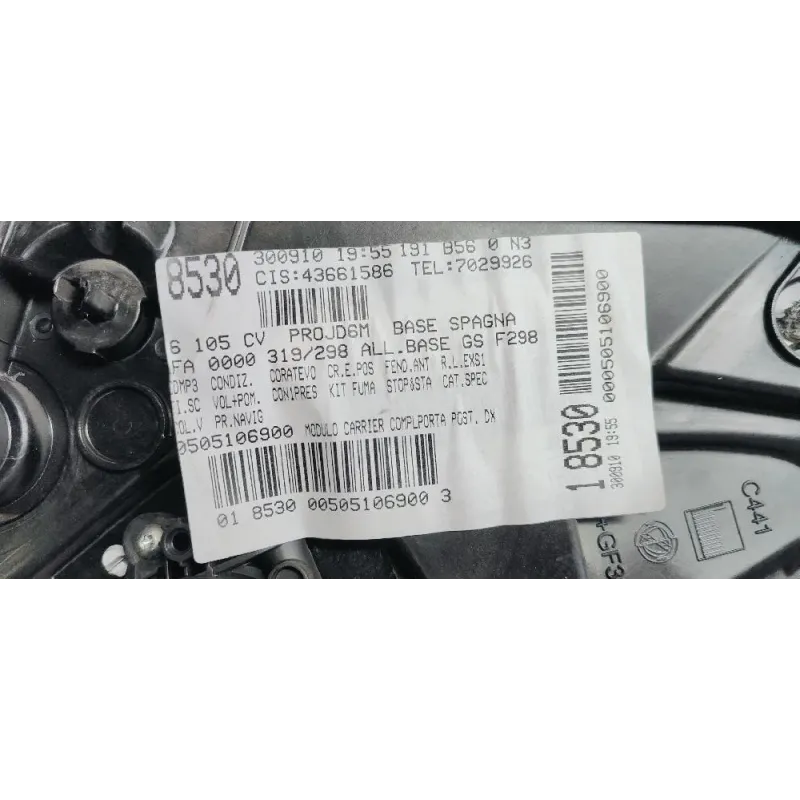 8530
300910 19:55 191 B56 0 N3
CIS:43661586 TEL:7029926
6 105 CV PROJD6M BASE SPAGNA
FA 0000 319/298 ALL.BASE GS F298
COMP3 CONDIZ. CORATEVO CR.E.POS FEND.ANT R.L.EXS1
VOL+POM. CON1PRES KIT FUMA STOP&STA CAT.SPEC
VOL.V PR.NAVIG
00505106900 MODULO CARRIER COMPLPORTA POST. DX
01 8530 00505106900 3
1 8530
300910 19:55
000505106900
C441
GF3